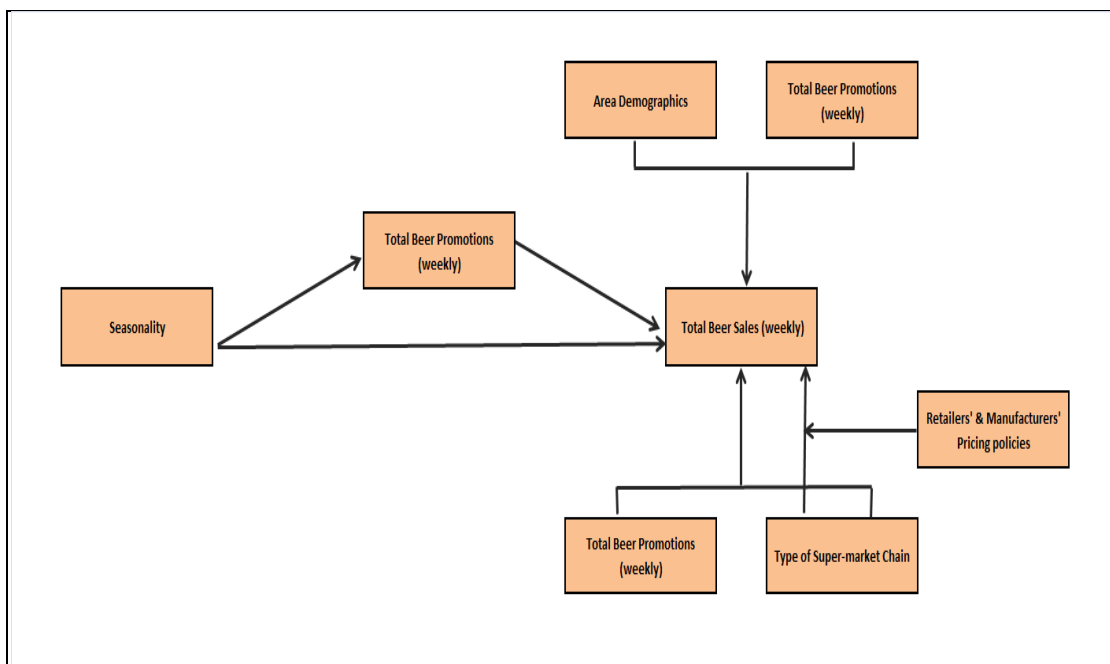 Area Demographics
Total Beer Promotions
(weekly)
Total Beer Promotions
(weekly)
Seasonality
Total Beer Sales (weekly)
Retailers' & Manufacturers'
Pricing policies
Total Beer Promotions
(weekly)
Type of Super-market Chain